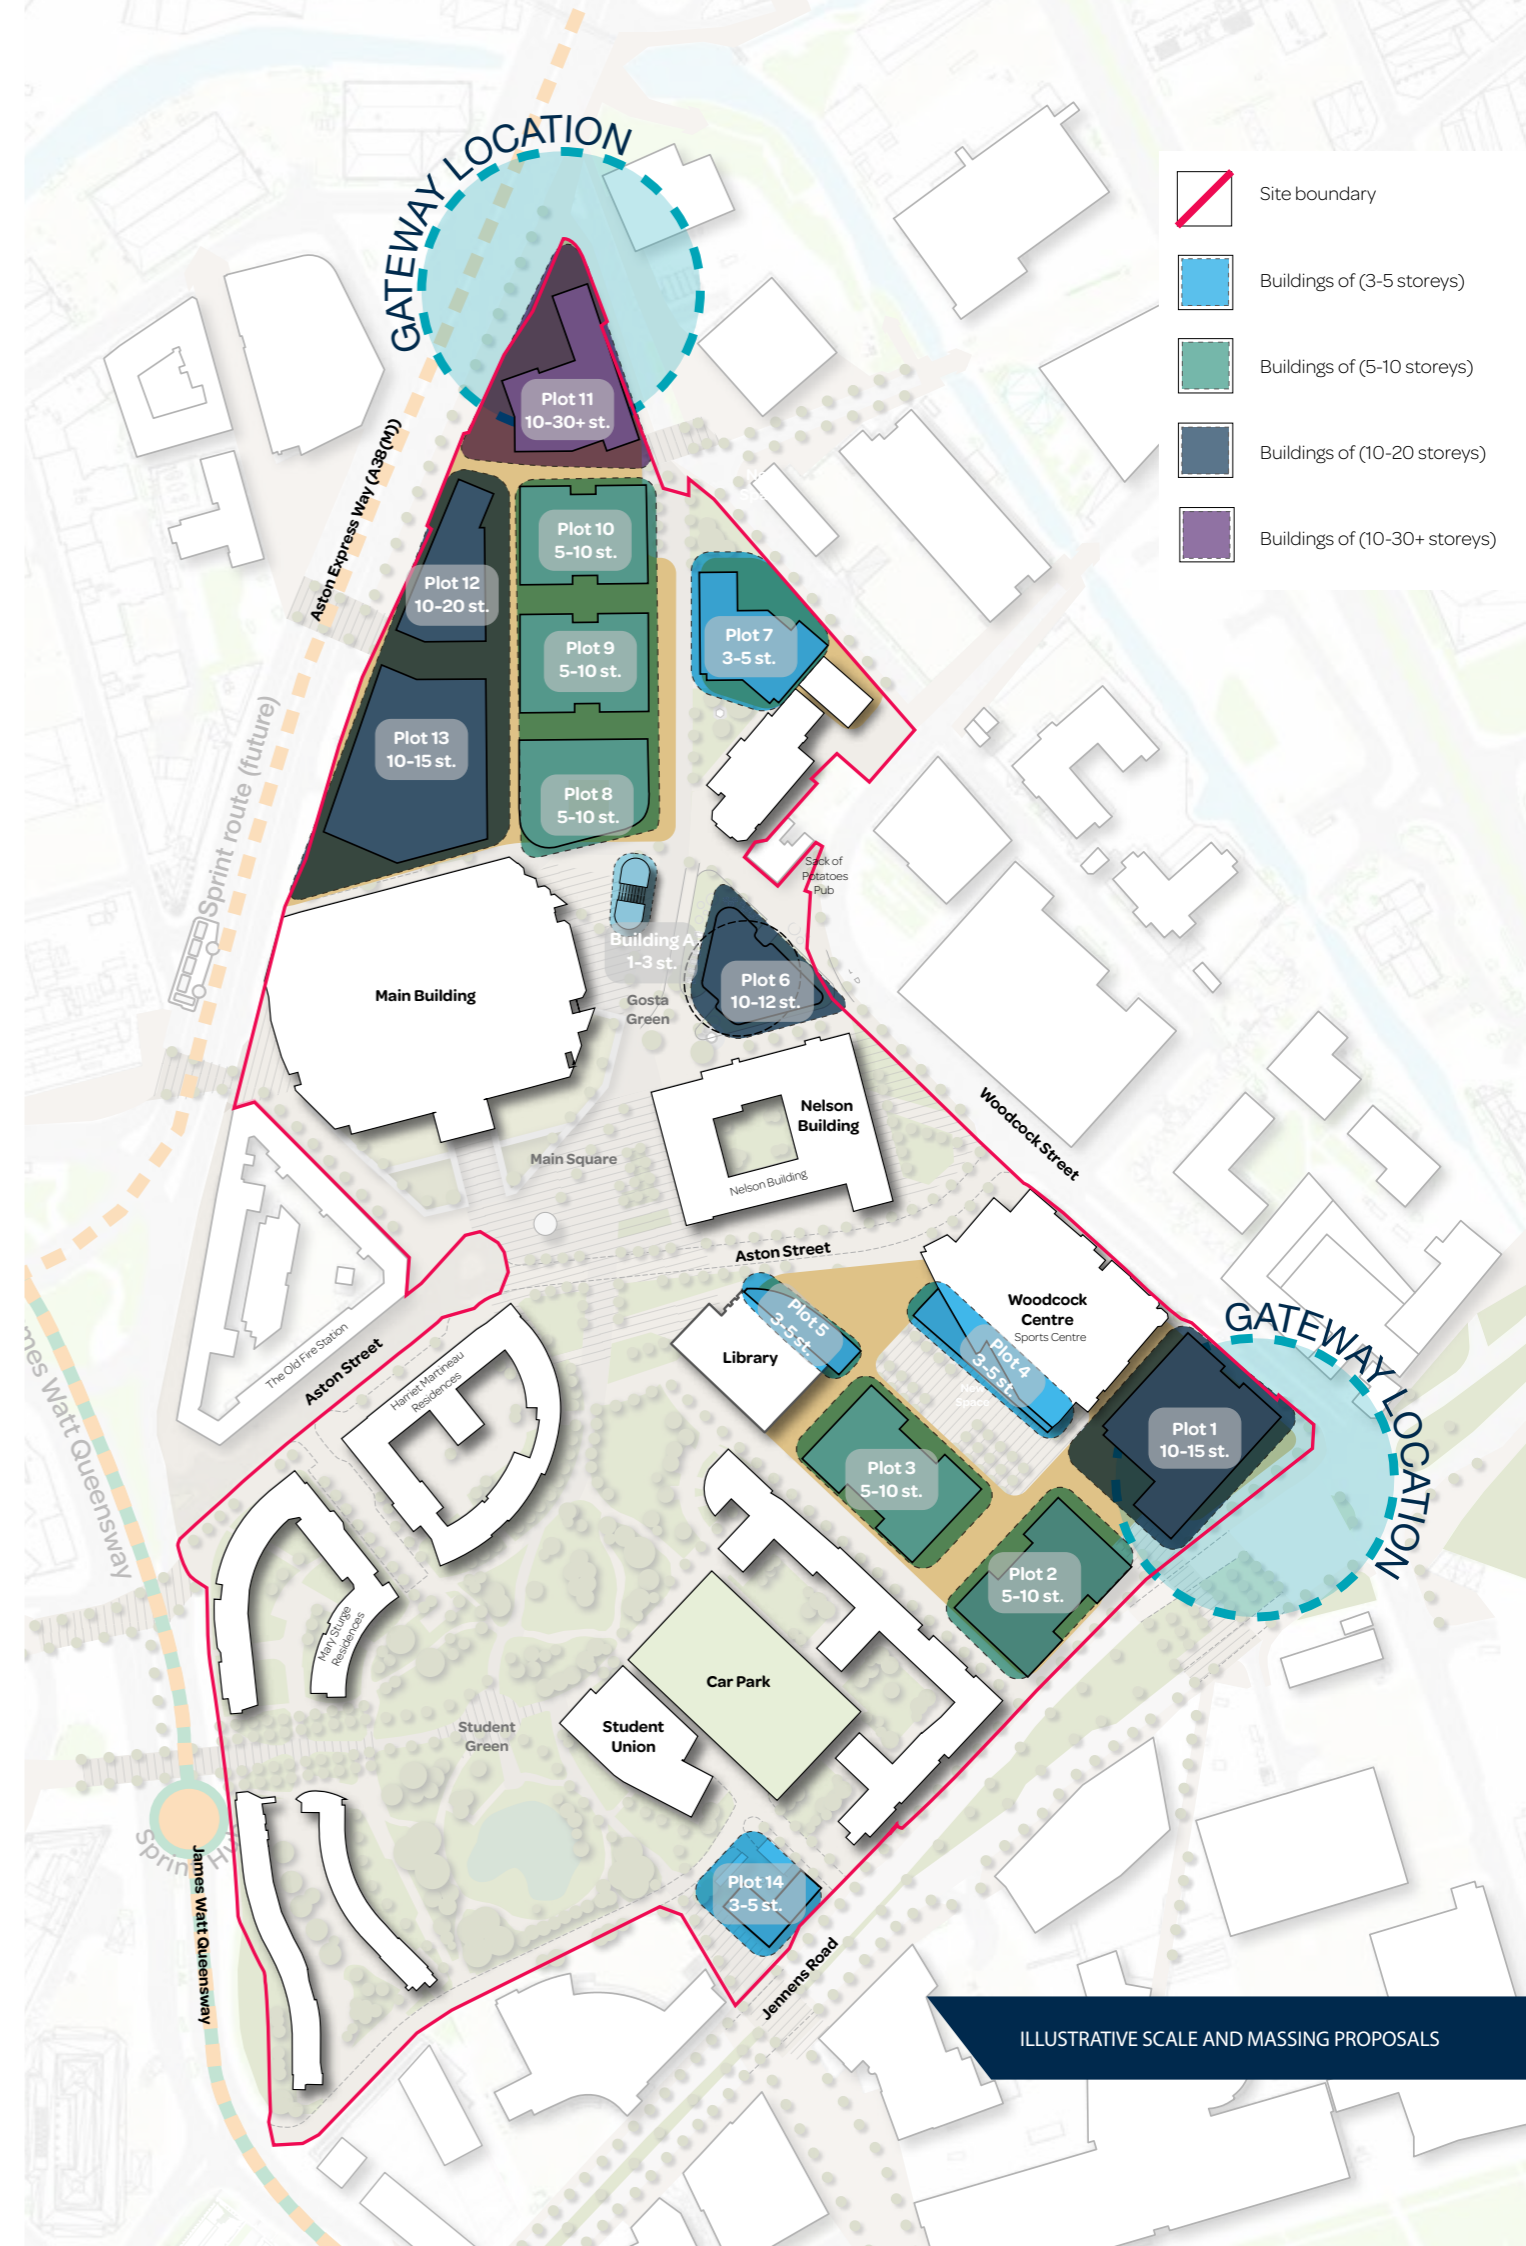 GATEWAY LOCATION
Site boundary
Buildings of (3-5 storeys)
Buildings of (5-10 storeys)
Buildings of (10-20 storeys)
Buildings of (10-30+ storeys)
Plot 11
10-30+ st.
Aston Express Way (A38(M))
Plot 10
5-10 st.
Plot 12
10-20 st.
Plot 9
5-10 st.
Plot 7
3-5 st.
Plot 13
10-15 st.
Plot 8
5-10 st.
Sprint route (future)
Sack of
Potatoes
Pub
Building A
1-3 st.
Plot 6
10-12 st.
Main Building
Gosta
Green
Nelson
Building
Nelson Building
Woodcock Street
Main Square
Aston Street
Woodcock
Centre
Sports Centre
Plot 5
3-5 st.
Plot 4
3-5 st.
New
Space
Library
GATEWAY LOCATION
The Old Fire Station
Aston Street
Harriet Martineau
Residences
mes Watt Queensway
Plot 1
10-15 st.
Plot 3
5-10 st.
Plot 2
5-10 st.
Mary Sturge
Residences
Car Park
Student
Union
Student
Green
Sprint H
James Watt Queensway
Plot 14
3-5 st.
Jennens Road
ILLUSTRATIVE SCALE AND MASSING PROPOSALS